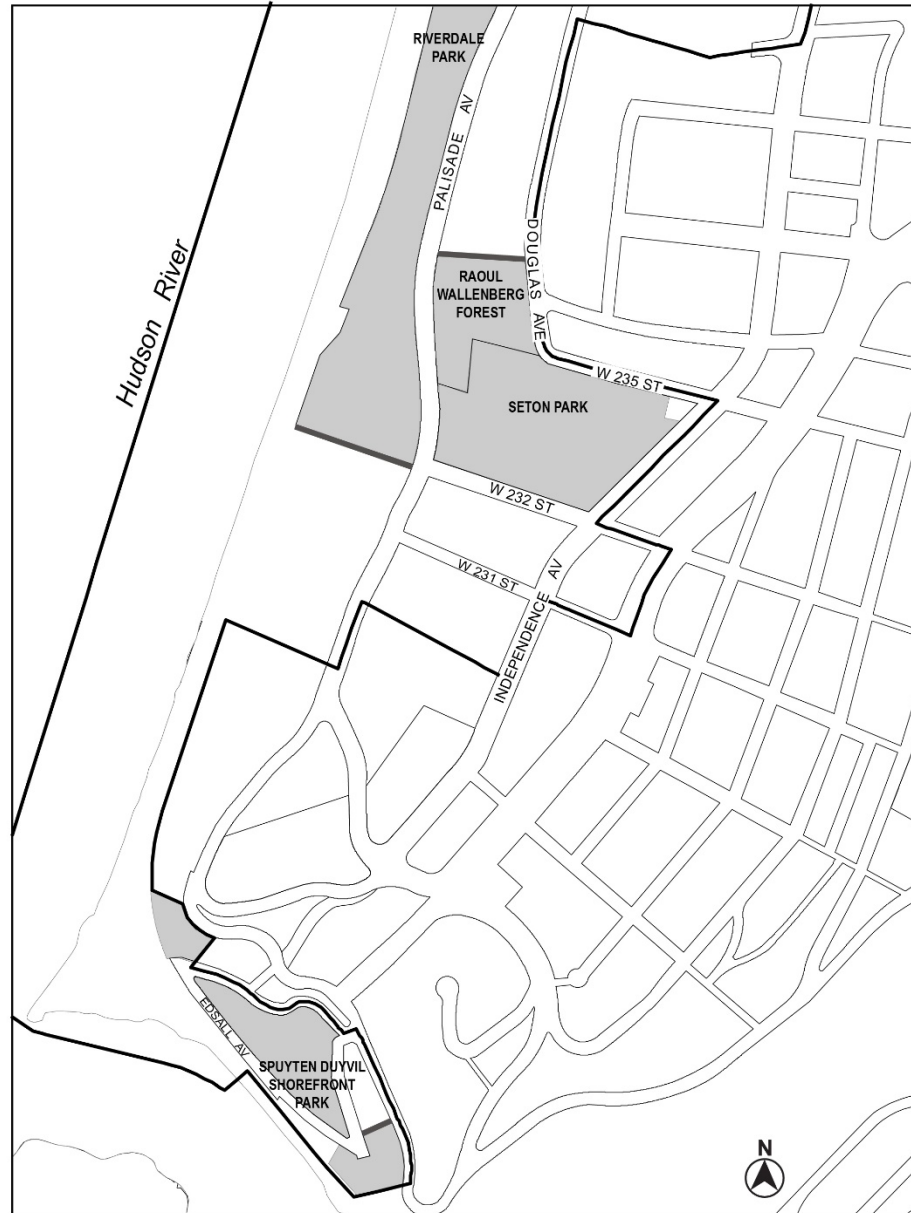 RIVERDALE
PARK
PALISADE AV
Hudson River
DOUGLAS AVE
RAOUL
WALLENBERG
FOREST
W 235 ST
SETON PARK
W 232 ST
W 231 ST
INDEPENDENCE AV
EDSALL AV
SPUYTEN DUYVIL
SHOREFRONT
PARK
N